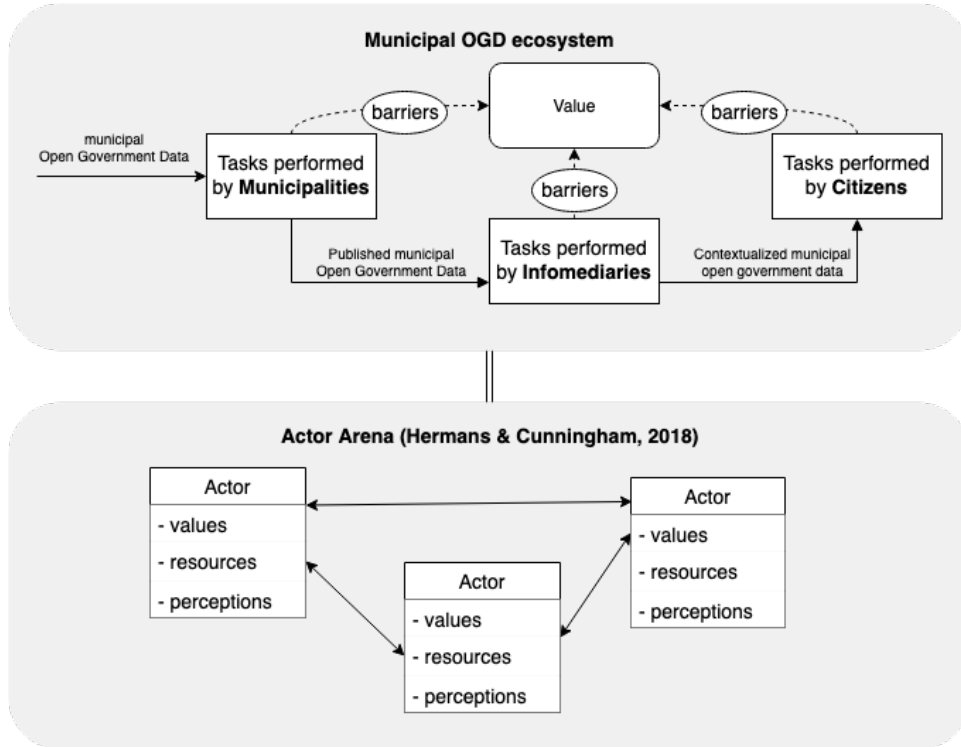 Municipal OGD ecosystem
barriers
Value
barriers
municipal
Open Government Data
Tasks performed
by Municipalities
barriers
Tasks performed
by Citizens
Published municipal
Open Government Data
Tasks performed
by Infomediaries
Contextualized municipal
open government data
Actor Arena (Hermans & Cunningham, 2018)
Actor
- values
- resources
- perceptions
Actor
- values
- resources
- perceptions
Actor
- values
- resources
- perceptions